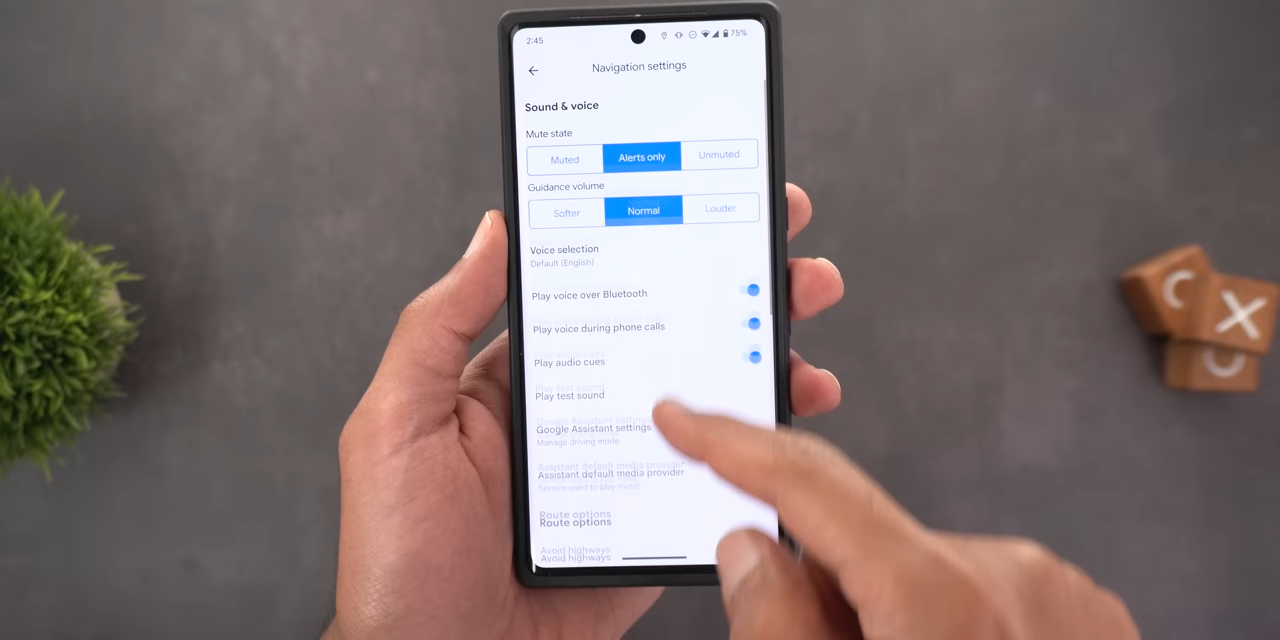 2:45
75%
Navigation settings
Sound & voice
Mute state
Muted
Alerts only
Unmuted
Guidance volume
Softer
Normal
Louder
Voice selection
Default (English)
Play voice over Bluetooth
Play voice during phone calls
Play audio cues
Play test sound
Google Assistant settings
Manage driving mode
Assistant default media provider
Service used to play music
Route options
Avoid highways
C
X